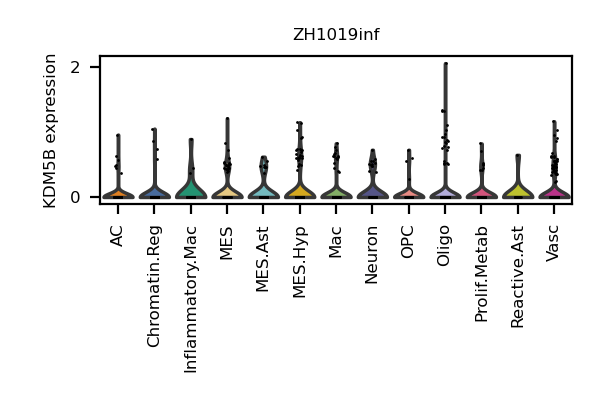 ZH1019inf
KDM5B expression
2
0
AC
Chromatin.Reg
Inflammatory.Mac
MES
MES.Ast
MES.Hyp
Mac
Neuron
OPC
Oligo
Prolif.Metab
Reactive.Ast
Vasc